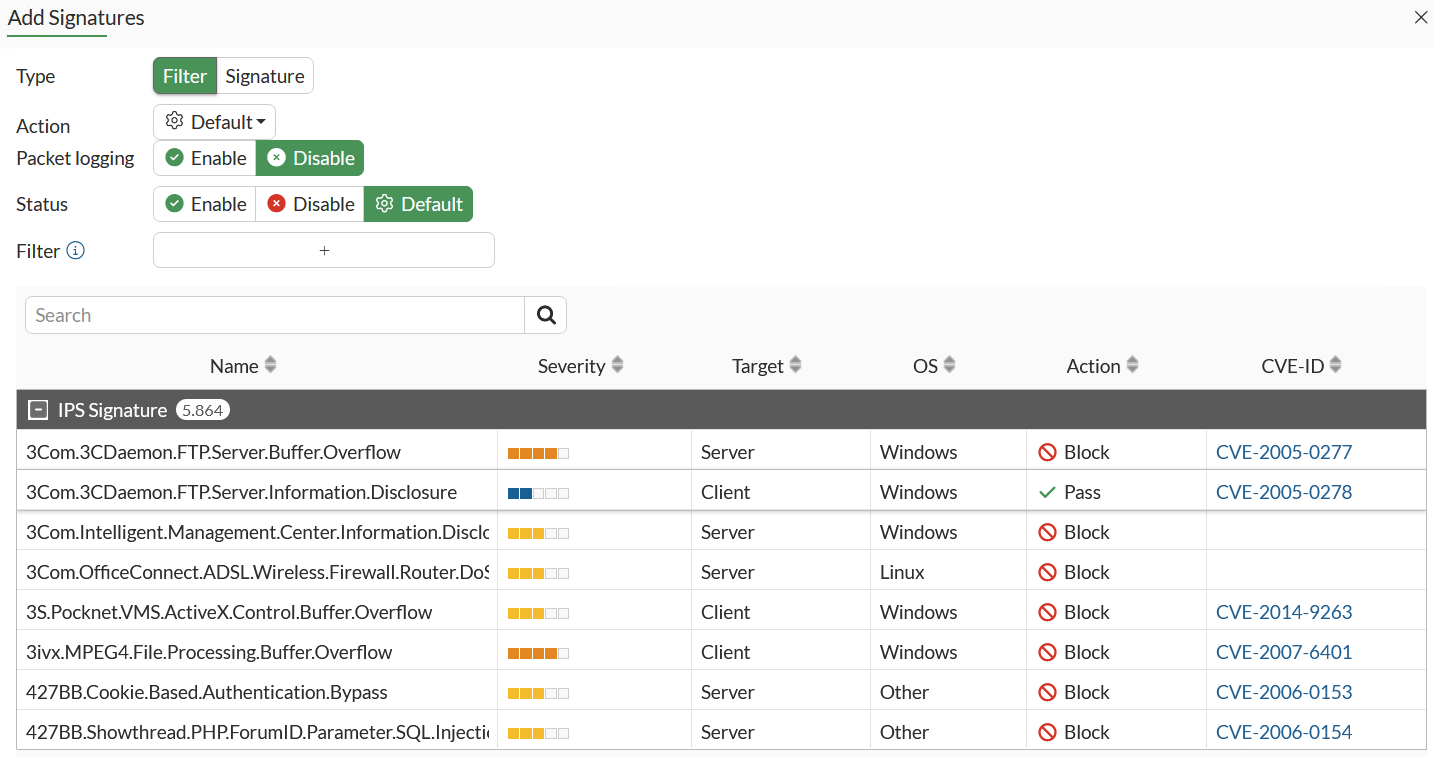 Add Signatures
Type Filter Signature
Action Default
Packet logging Enable Disable
Status Enable Disable Default
Filter +
Search
Name Severity Target OS Action CVE-ID
IPS Signature 5.864
3Com.3CDaemon.FTP.Server.Buffer.Overflow Server Windows Block CVE-2005-0277
3Com.3CDaemon.FTP.Server.Information.Disclosure Client Windows Pass CVE-2005-0278
3Com.Intelligent.Management.Center.Information.Disclo Server Windows Block
3Com.OfficeConnect.ADSL.Wireless.Firewall.Router.DoS Server Linux Block
3S.Pocknet.VMS.ActiveX.Control.Buffer.Overflow Client Windows Block CVE-2014-9263
3ivx.MPEG4.File.Processing.Buffer.Overflow Client Windows Block CVE-2007-6401
427BB.Cookie.Based.Authentication.Bypass Server Other Block CVE-2006-0153
427BB.Showthread.PHP.ForumID.Parameter.SQL.Injectio Server Other Block CVE-2006-0154